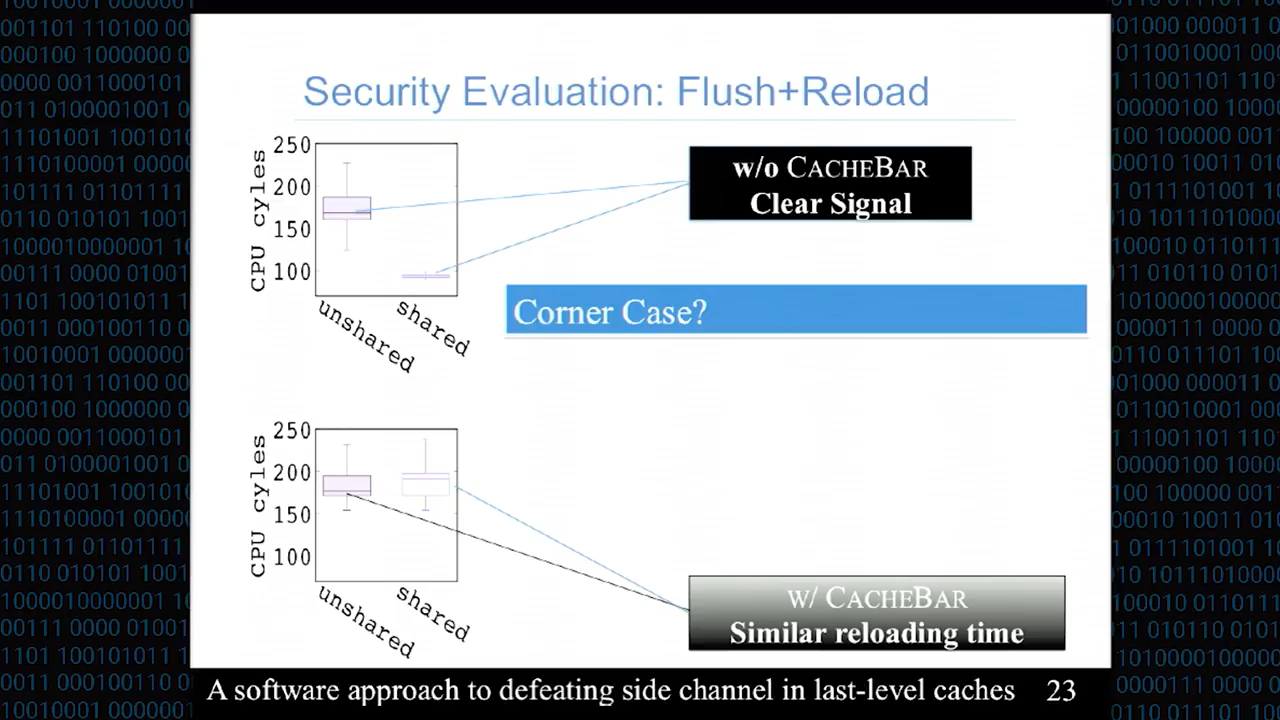 Security Evaluation: Flush+Reload
250
200
150
100
CPU cyles
unshared
shared
w/o CACHEBAR
Clear Signal
Corner Case?
250
200
150
100
CPU cyles
unshared
shared
w/ CACHEBAR
Similar reloading time
A software approach to defeating side channel in last-level caches 23